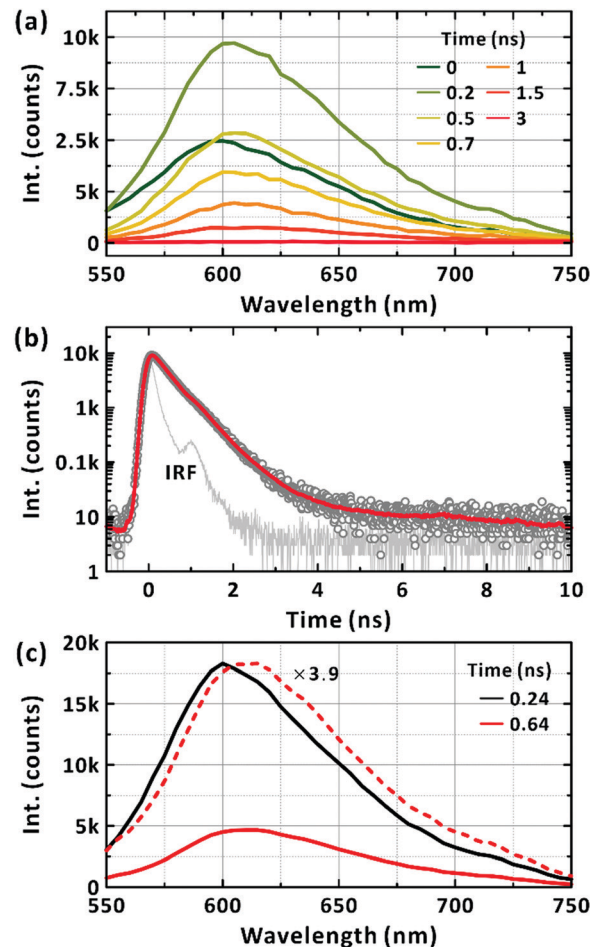 (a)
Int. (counts)
10k
7.5k
2.5k
5k
0
Time (ns)
0 1
0.2 1.5
0.5 3
0.7
550 600 650 700 750
Wavelength (nm)
(b)
Int. (counts)
10k
1k
0.1k
10
1
IRF
0 2 4 6 8 10
Time (ns)
(c)
Int. (counts)
20k
15k
10k
5k
0
×3.9
Time (ns)
0.24
0.64
550 600 650 700 750
Wavelength (nm)